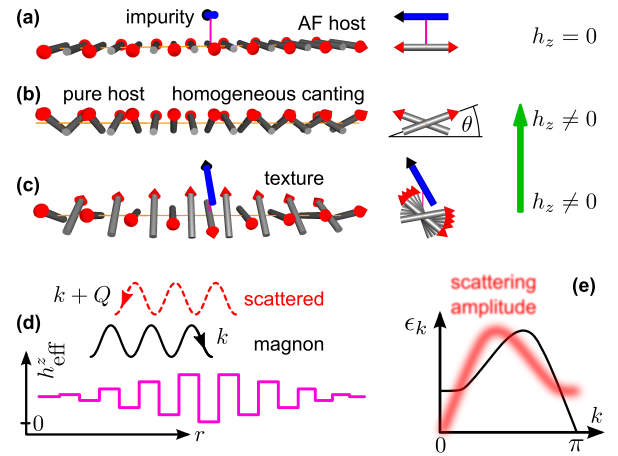 (a) impurity AF host h_z = 0
(b) pure host homogeneous canting θ h_z ≠ 0
(c) texture h_z ≠ 0
k + Q scattered
(d) k magnon
h^z_eff
0 r
scattering (e)
amplitude
ϵ_k
k
0 π